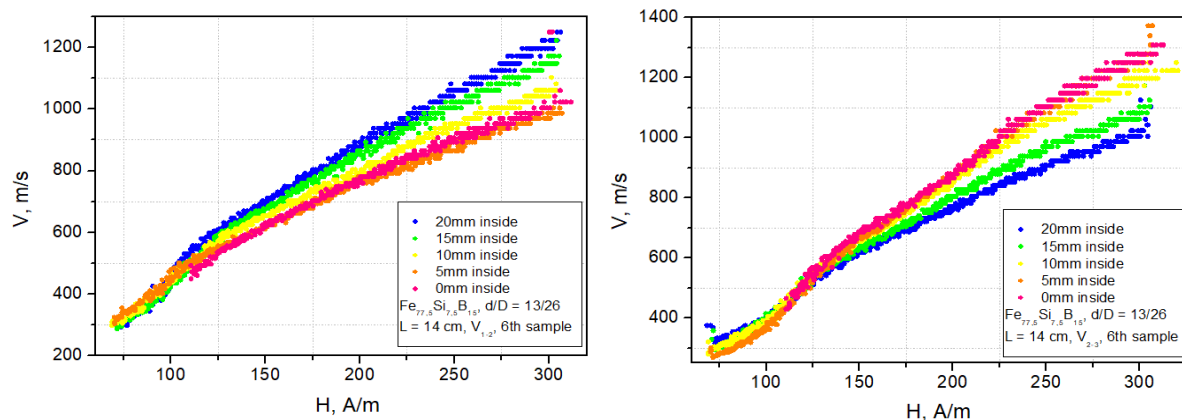 1200
1000
800
600
400
200
V, m/s
20mm inside
15mm inside
10mm inside
5mm inside
0mm inside
Fe77.5Si7.5B15, d/D = 13/26
L = 14 cm, V1-2, 6th sample
100
150
200
250
300
H, A/m
1400
1200
1000
800
600
400
V, m/s
20mm inside
15mm inside
10mm inside
5mm inside
0mm inside
Fe77.5Si7.5B15, d/D = 13/26
L = 14 cm, V2-3, 6th sample
100
150
200
250
300
H, A/m